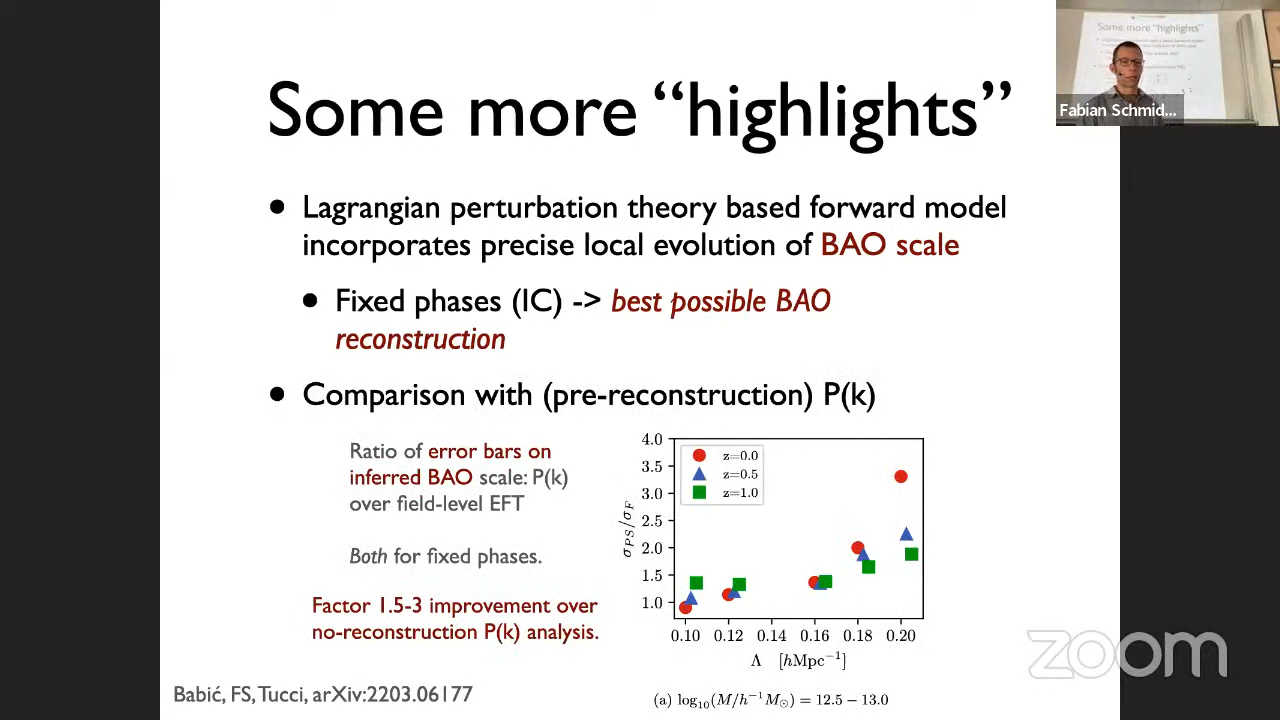 Some more “highlights”
• Lagrangian perturbation theory based forward model
incorporates precise local evolution of BAO scale
• Fixed phases (IC) -> best possible BAO
reconstruction
• Comparison with (pre-reconstruction) P(k)
Ratio of error bars on
inferred BAO scale: P(k)
over field-level EFT
Both for fixed phases.
Factor 1.5-3 improvement over
no-reconstruction P(k) analysis.
4.0
3.5
3.0
2.5
2.0
1.5
1.0
σPS/σF
z=0.0
z=0.5
z=1.0
0.10 0.12 0.14 0.16 0.18 0.20
Λ [hMpc⁻¹]
(a) log₁₀(M/h⁻¹M⊙) = 12.5 − 13.0
Babić, FS, Tucci, arXiv:2203.06177
Some more “highlights”
Fabian Schmid...
zoom